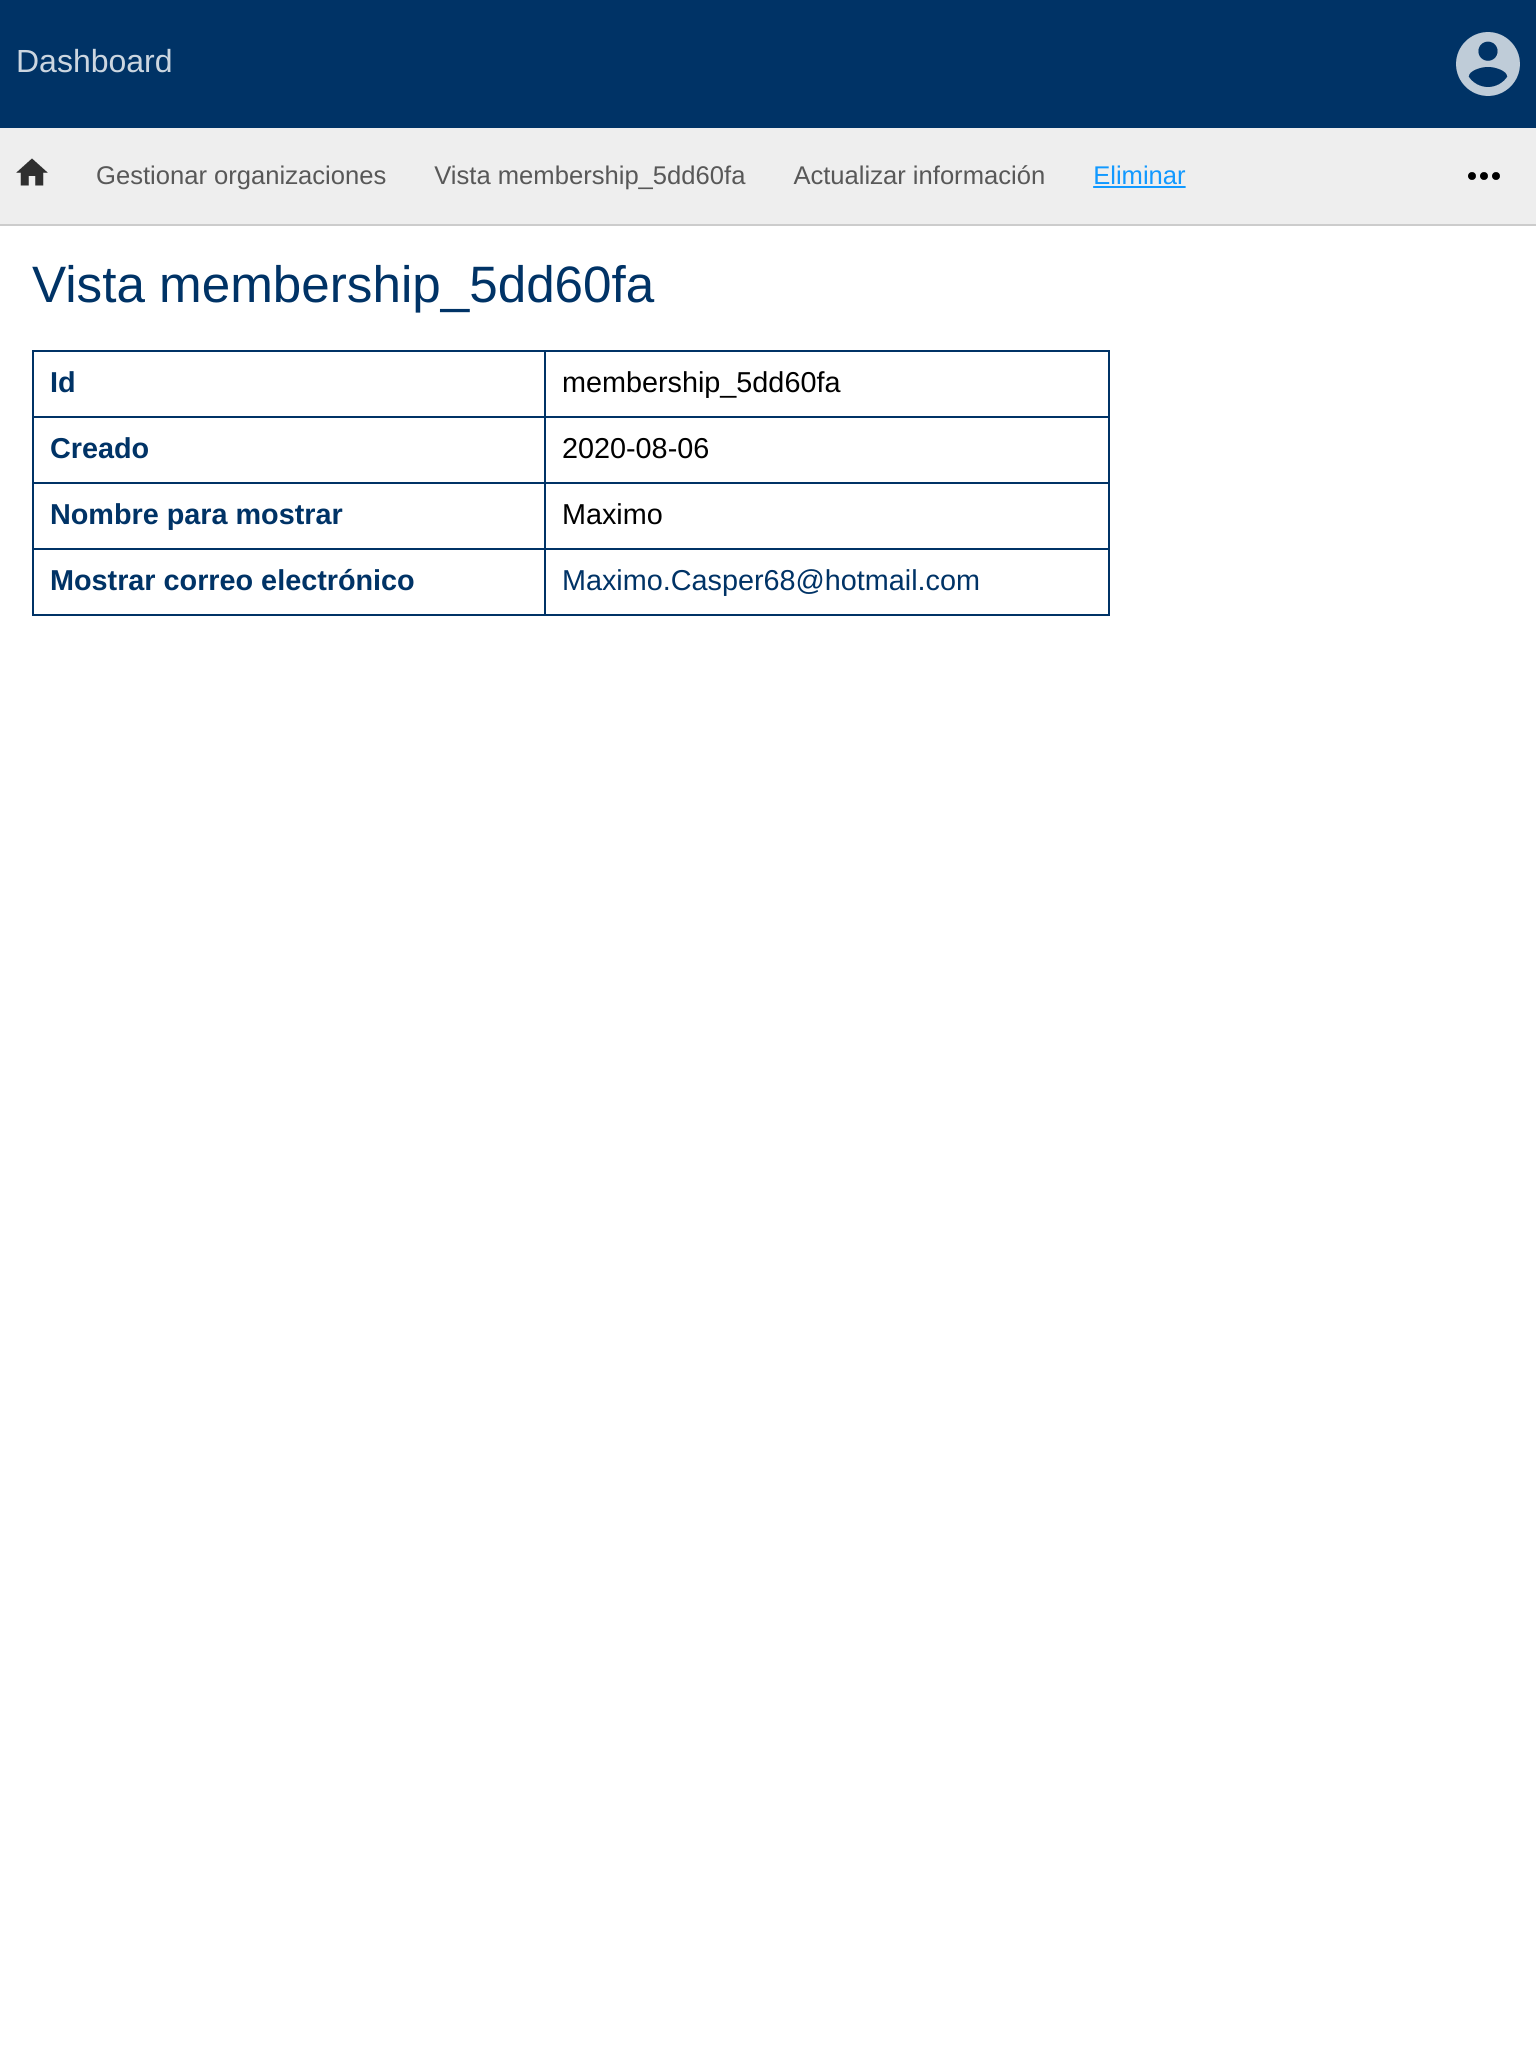 Dashboard
Gestionar organizaciones Vista membership_5dd60fa Actualizar información Eliminar
Vista membership_5dd60fa
Id membership_5dd60fa
Creado 2020-08-06
Nombre para mostrar Maximo
Mostrar correo electrónico Maximo.Casper68@hotmail.com